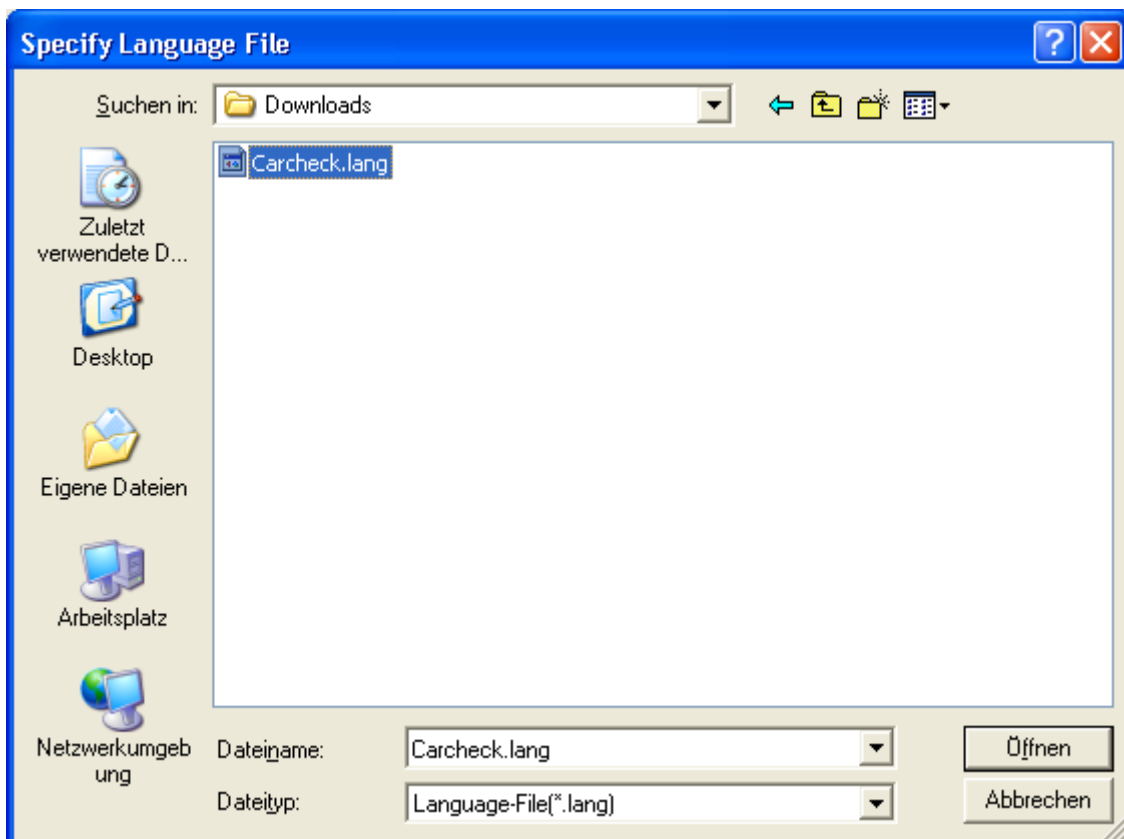 Specify Language File
Suchen in:
Downloads
Carcheck.lang
Zuletzt
verwendete D...
Desktop
Eigene Dateien
Arbeitsplatz
Netzwerkumgeb
ung
Dateiname:
Carcheck.lang
Öffnen
Dateityp:
Language-File(*.lang)
Abbrechen